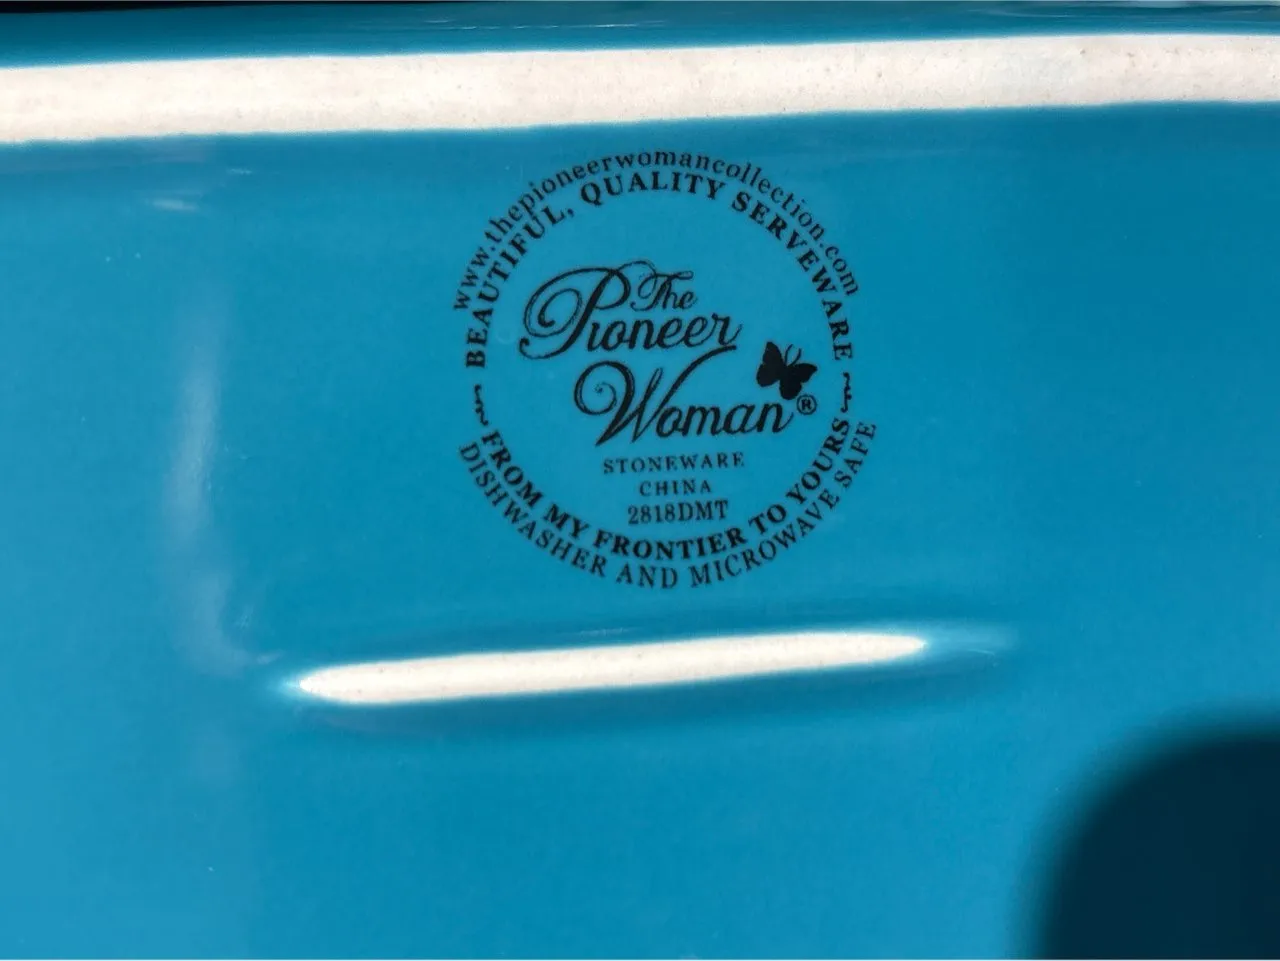 www.thepioneerwomancollection.com
BEAUTIFUL, QUALITY SERVEWARE
The
Pioneer
Woman®
STONEWARE
CHINA
2818DMT
FROM MY FRONTIER TO YOURS
DISHWASHER AND MICROWAVE SAFE